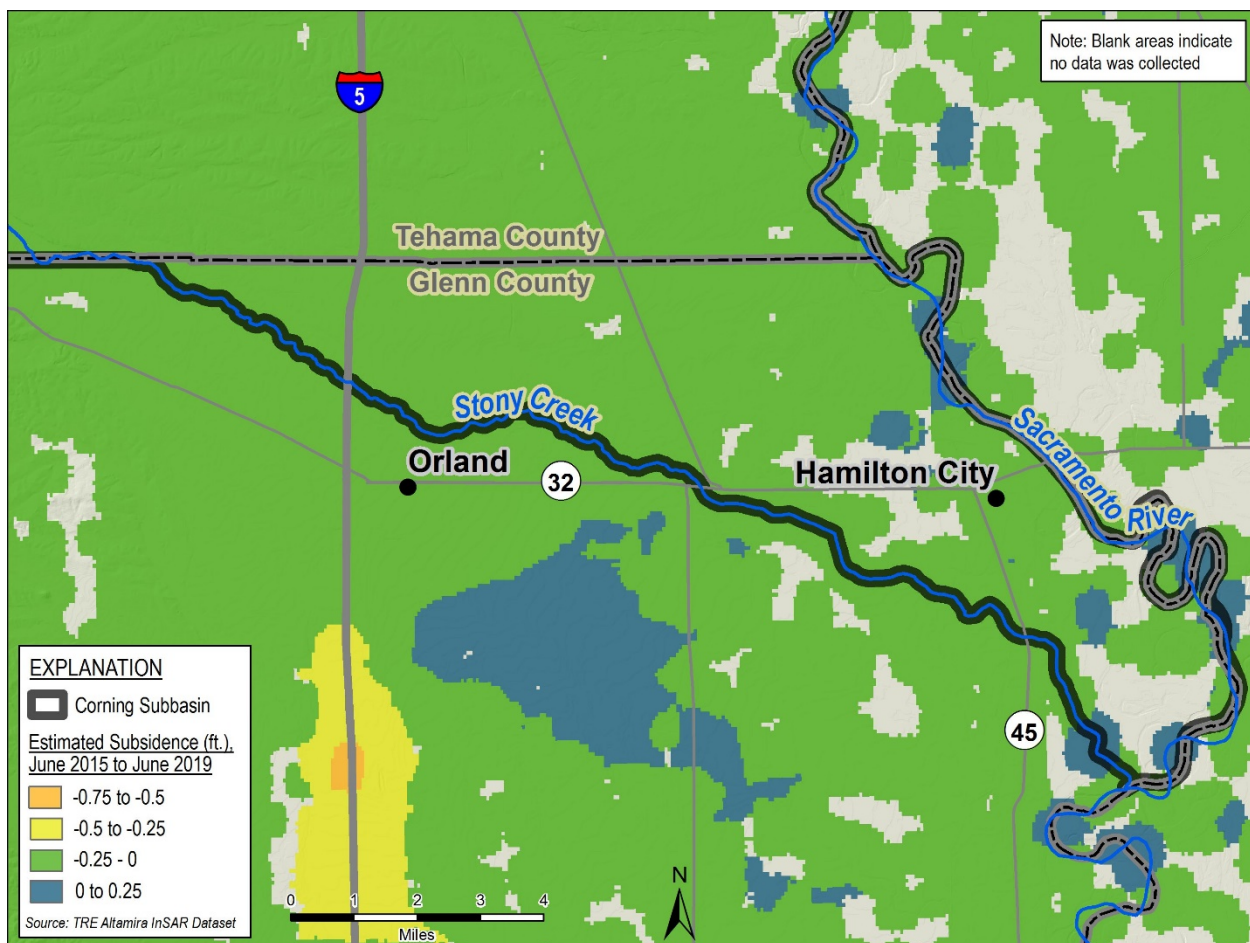 Note: Blank areas indicate
no data was collected
5
Tehama County
Glenn County
Stony Creek
Sacramento River
Orland
32
Hamilton City
45
EXPLANATION
Corning Subbasin
Estimated Subsidence (ft.),
June 2015 to June 2019
-0.75 to -0.5
-0.5 to -0.25
-0.25 - 0
0 to 0.25
Source: TRE Altamira InSAR Dataset
0 1 2 3 4
Miles
N